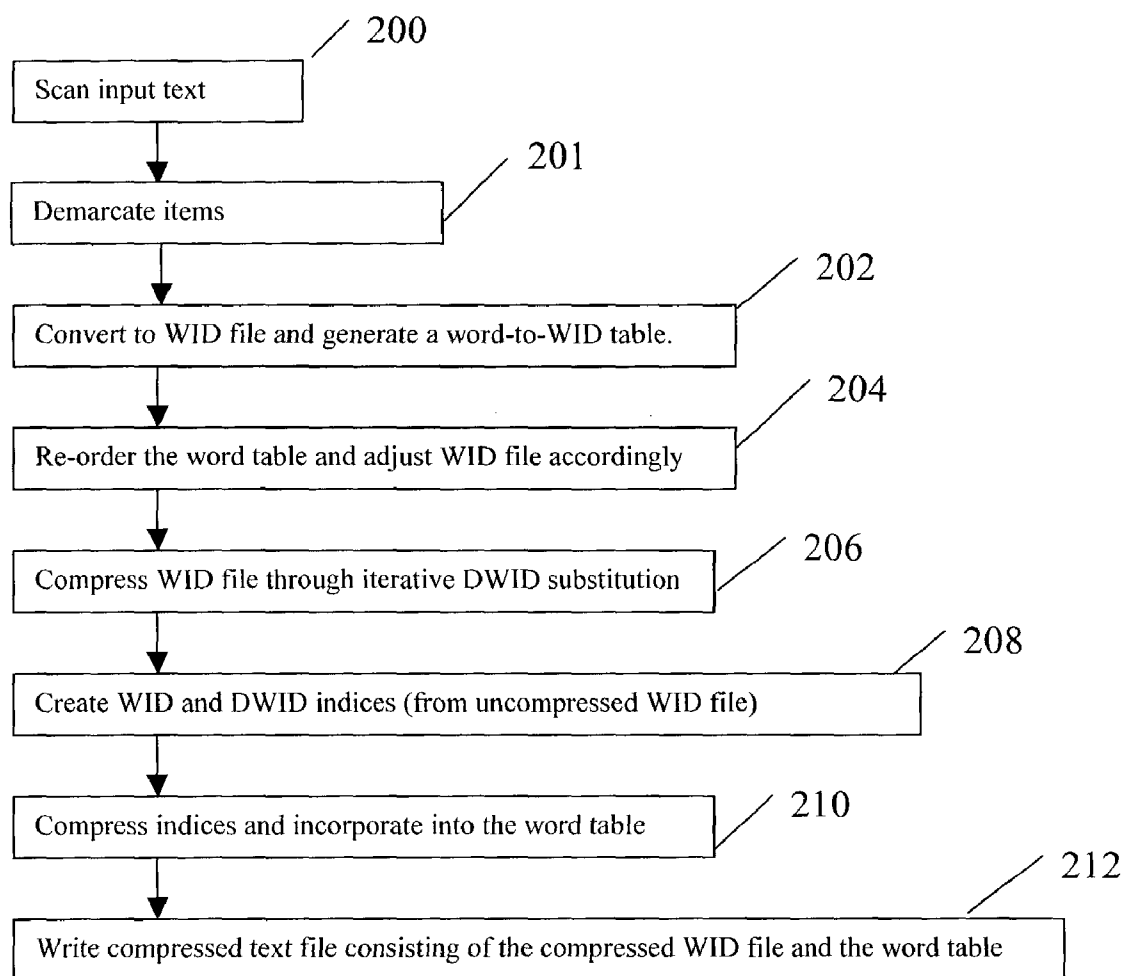 200
Scan input text
201
Demarcate items
202
Convert to WID file and generate a word-to-WID table.
204
Re-order the word table and adjust WID file accordingly
206
Compress WID file through iterative DWID substitution
208
Create WID and DWID indices (from uncompressed WID file)
210
Compress indices and incorporate into the word table
212
Write compressed text file consisting of the compressed WID file and the word table